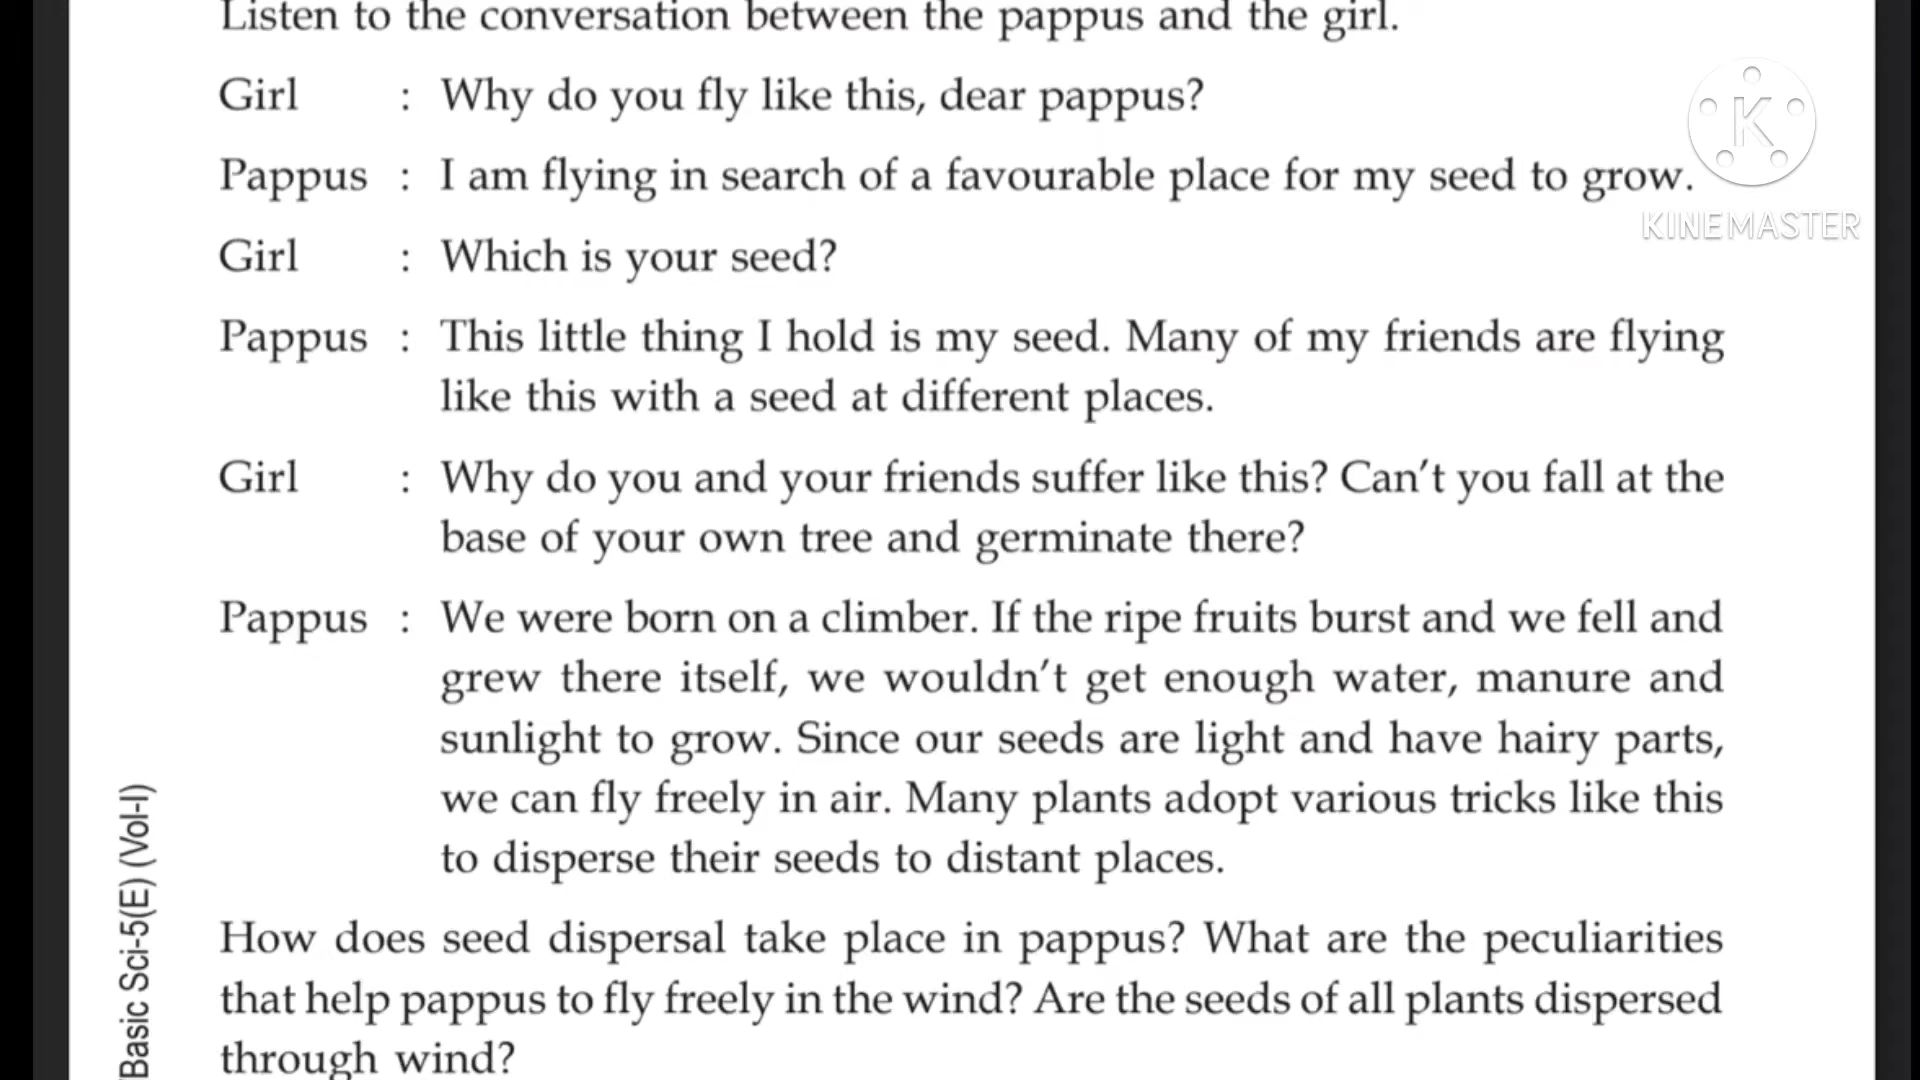 Listen to the conversation between the pappus and the girl.
Girl : Why do you fly like this, dear pappus?
Pappus : I am flying in search of a favourable place for my seed to grow.
Girl : Which is your seed?
Pappus : This little thing I hold is my seed. Many of my friends are flying
like this with a seed at different places.
Girl : Why do you and your friends suffer like this? Can't you fall at the
base of your own tree and germinate there?
Pappus : We were born on a climber. If the ripe fruits burst and we fell and
grew there itself, we wouldn't get enough water, manure and
sunlight to grow. Since our seeds are light and have hairy parts,
we can fly freely in air. Many plants adopt various tricks like this
to disperse their seeds to distant places.
How does seed dispersal take place in pappus? What are the peculiarities
that help pappus to fly freely in the wind? Are the seeds of all plants dispersed
through wind?
Basic Sci-5(E) (Vol-I)
K
KINEMASTER